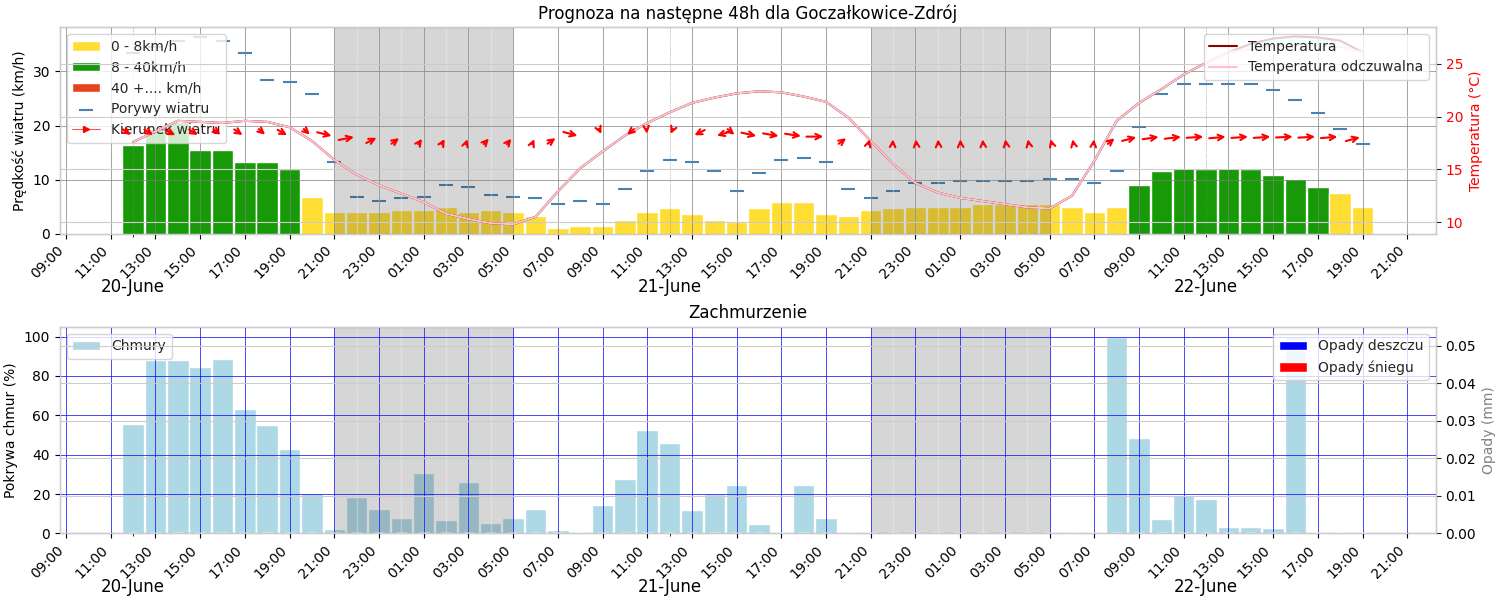 Prognoza na następne 48h dla Goczałkowice-Zdrój
Prędkość wiatru (km/h)
0 - 8km/h
8 - 40km/h
40 +.... km/h
Porywy wiatru
Kierunek wiatru
Temperatura
Temperatura odczuwalna
Temperatura (°C)
30
20
10
0
25
20
15
10
09:00 11:00 13:00 15:00 17:00 19:00 21:00 23:00 01:00 03:00 05:00 07:00 09:00 11:00 13:00 15:00 17:00 19:00 21:00 23:00 01:00 03:00 05:00 07:00 09:00 11:00 13:00 15:00 17:00 19:00 21:00
20-June 21-June 22-June
Zachmurzenie
Pokrywa chmur (%)
Chmury
Opady deszczu
Opady śniegu
Opady (mm)
100
80
60
40
20
0
0.05
0.04
0.03
0.02
0.01
0.00
09:00 11:00 13:00 15:00 17:00 19:00 21:00 23:00 01:00 03:00 05:00 07:00 09:00 11:00 13:00 15:00 17:00 19:00 21:00 23:00 01:00 03:00 05:00 07:00 09:00 11:00 13:00 15:00 17:00 19:00 21:00
20-June 21-June 22-June